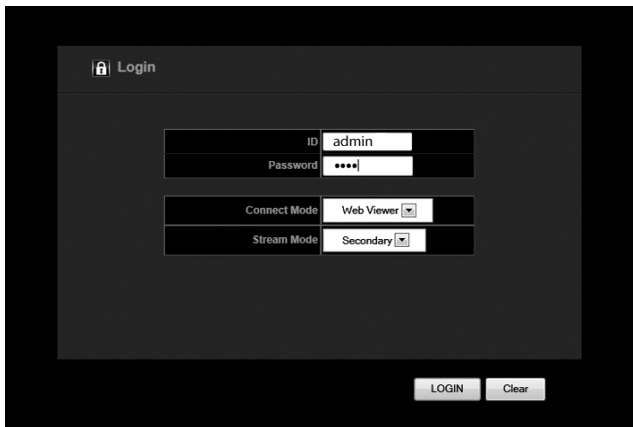 Login
ID admin
Password ••••
Connect Mode Web Viewer
Stream Mode Secondary
LOGIN Clear